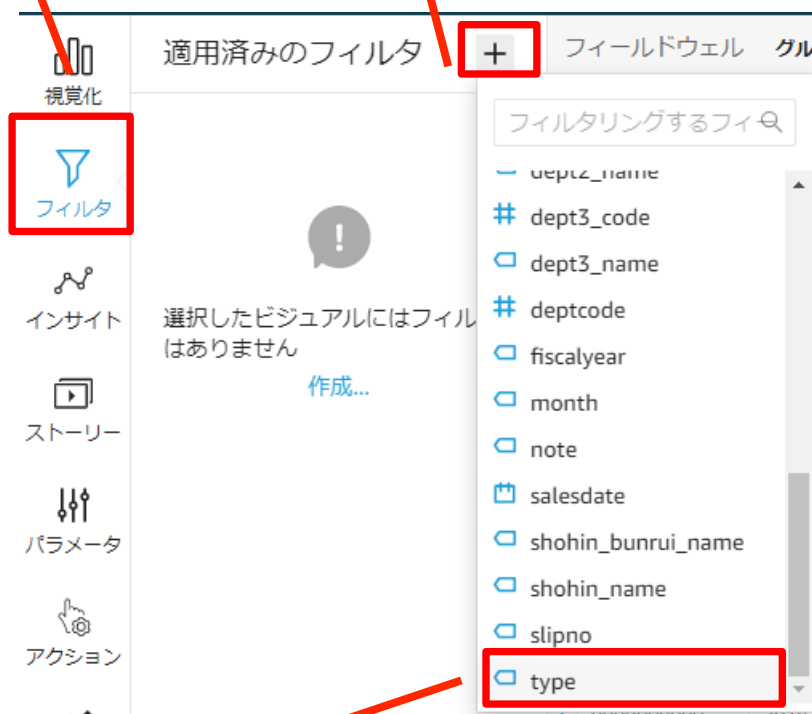 適用済みのフィルタ
フィールドウェル
視覚化
フィルタリングするフィ
フィルタ
dept2_name
dept3_code
dept3_name
deptcode
fiscalyear
month
note
salesdate
shohin_bunrui_name
shohin_name
slipno
type
選択したビジュアルにはフィル
はありません
作成...
インサイト
ストーリー
パラメータ
アクション